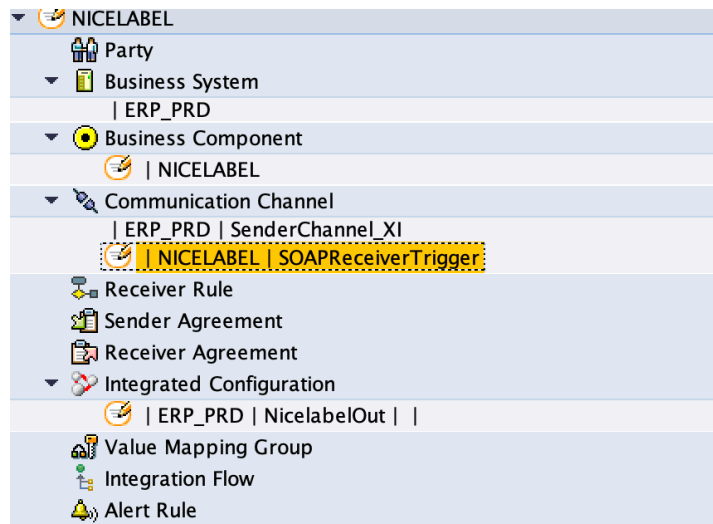 NICELABEL
Party
Business System
| ERP_PRD
Business Component
| NICELABEL
Communication Channel
| ERP_PRD | SenderChannel_XI
| NICELABEL | SOAPReceiverTrigger
Receiver Rule
Sender Agreement
Receiver Agreement
Integrated Configuration
| ERP_PRD | NicelabelOut | |
Value Mapping Group
Integration Flow
Alert Rule